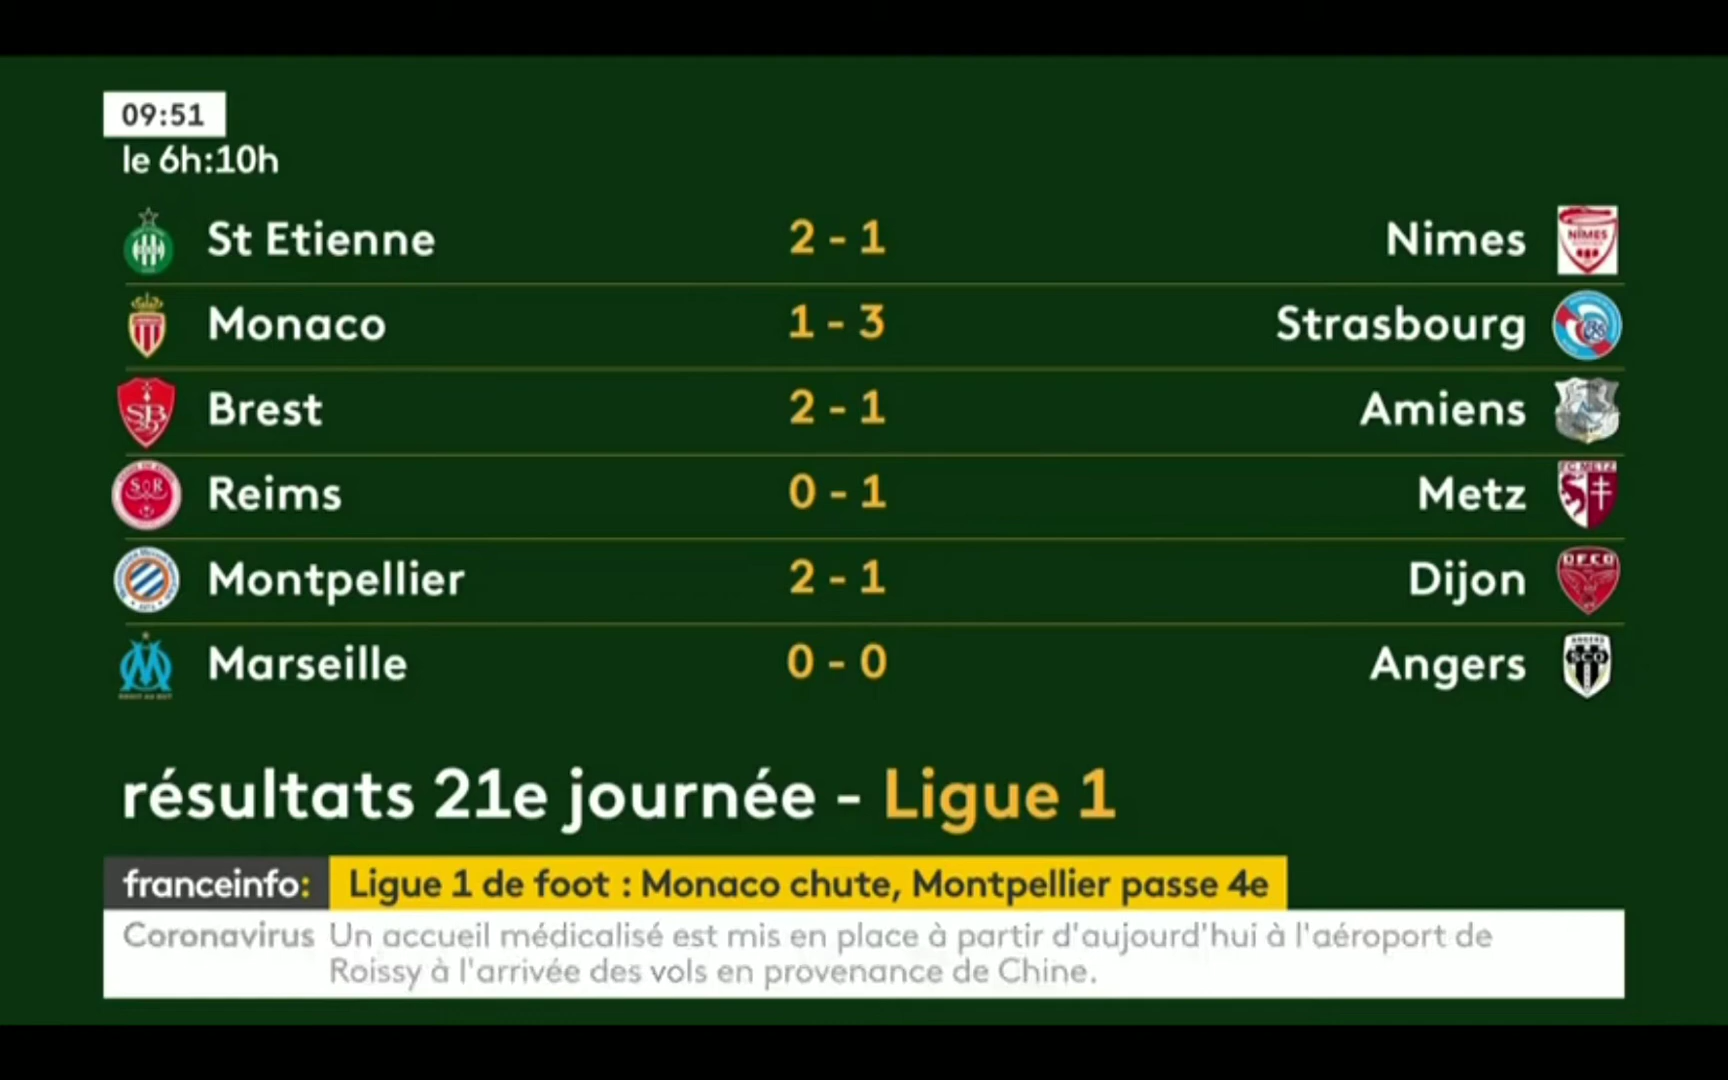 09:51
le 6h:10h
St Etienne 2 - 1 Nimes
Monaco 1 - 3 Strasbourg
Brest 2 - 1 Amiens
Reims 0 - 1 Metz
Montpellier 2 - 1 Dijon
Marseille 0 - 0 Angers
résultats 21e journée - Ligue 1
franceinfo: Ligue 1 de foot : Monaco chute, Montpellier passe 4e
Coronavirus Un accueil médicalisé est mis en place à partir d'aujourd'hui à l'aéroport de
Roissy à l'arrivée des vols en provenance de Chine.